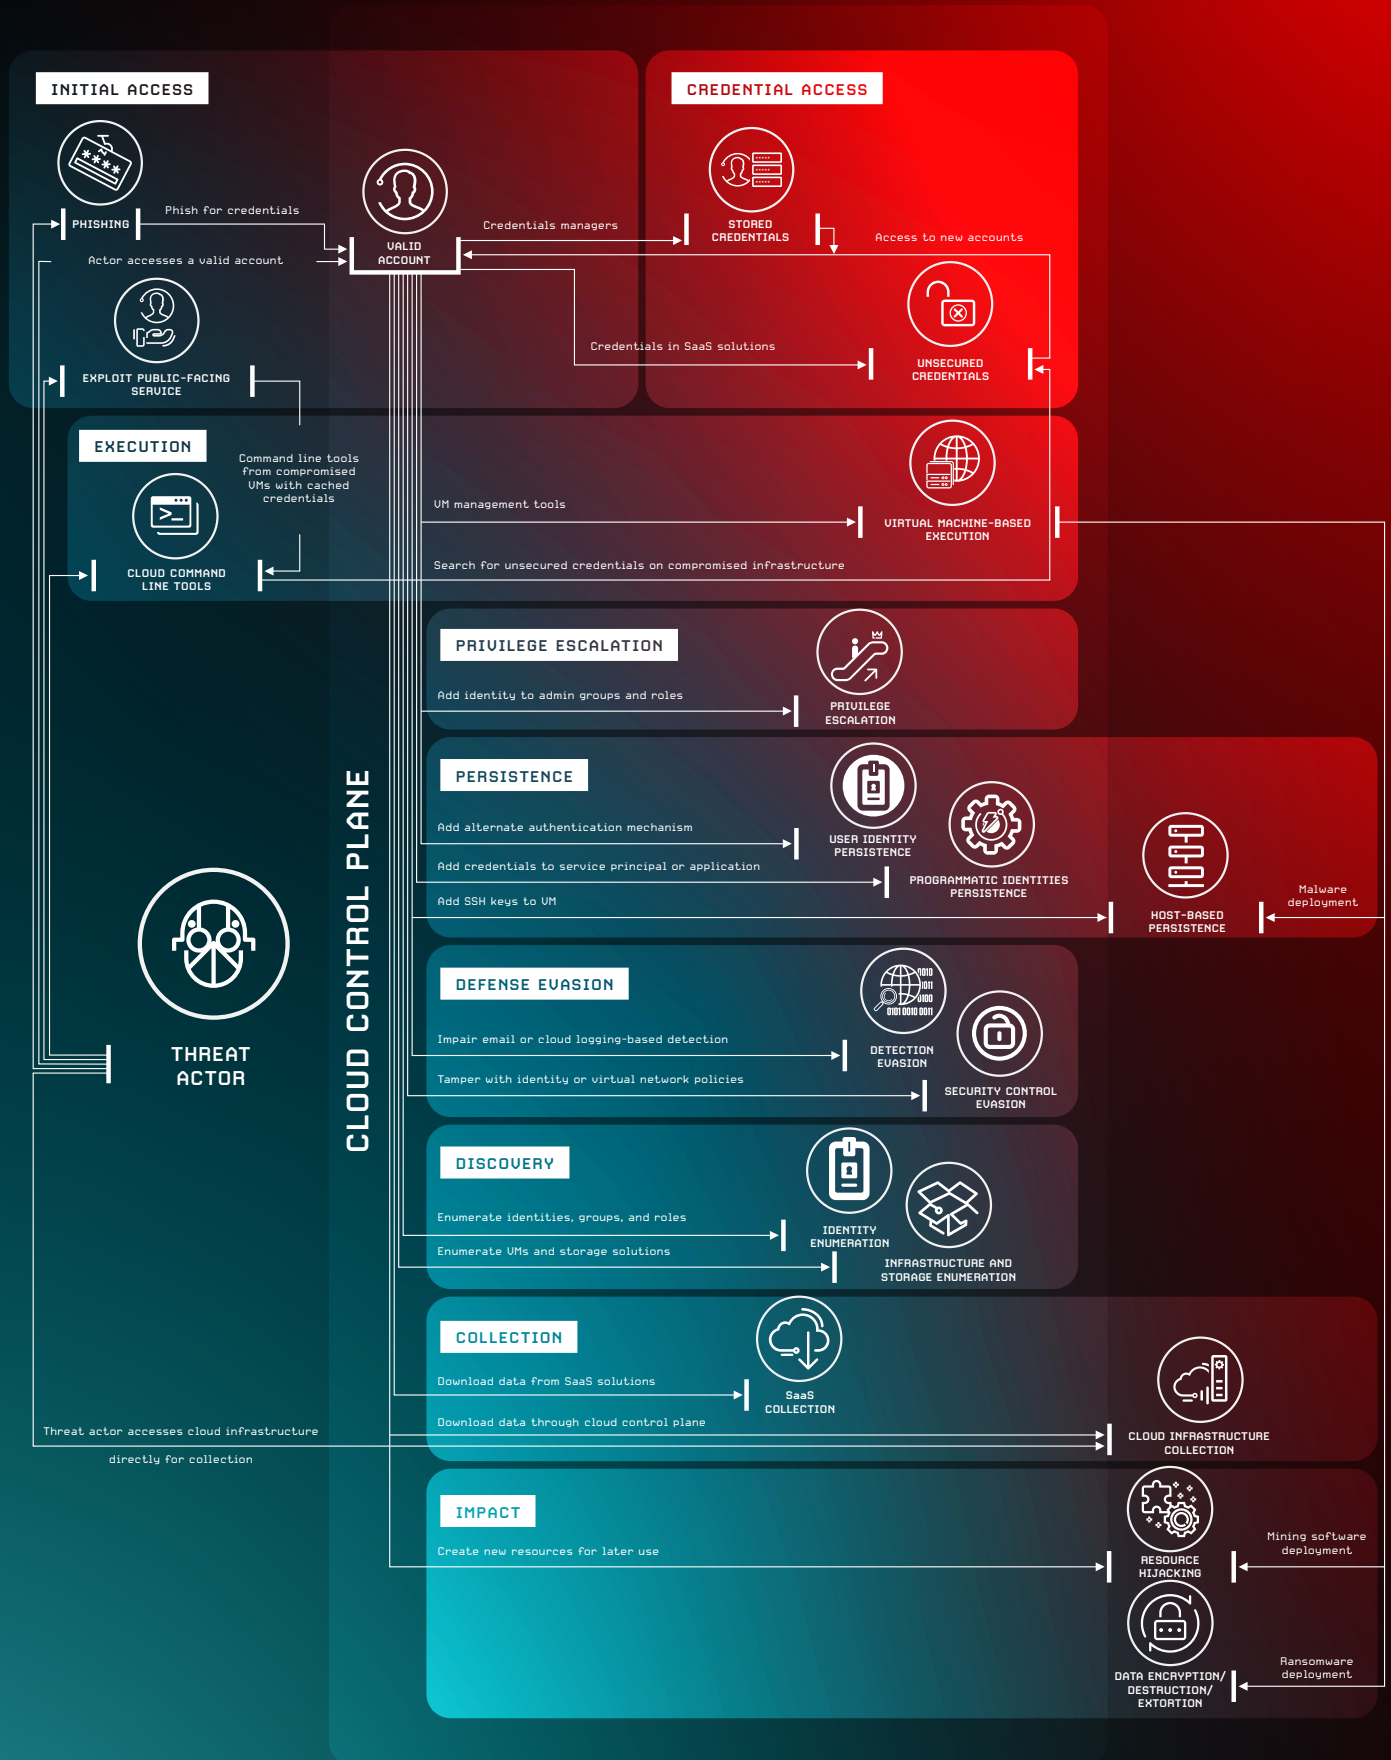 INITIAL ACCESS
CREDENTIAL ACCESS
PHISHING
Phish for credentials
VALID
ACCOUNT
Credentials managers
STORED
CREDENTIALS
Access to new accounts
Actor accesses a valid account
Credentials in SaaS solutions
UNSECURED
CREDENTIALS
EXPLOIT PUBLIC-FACING
SERVICE
EXECUTION
Command line tools
from compromised
VMs with cached
credentials
VM management tools
VIRTUAL MACHINE-BASED
EXECUTION
CLOUD COMMAND
LINE TOOLS
Search for unsecured credentials on compromised infrastructure
PRIVILEGE ESCALATION
Add identity to admin groups and roles
PRIVILEGE
ESCALATION
CLOUD CONTROL PLANE
PERSISTENCE
Add alternate authentication mechanism
USER IDENTITY
PERSISTENCE
Add credentials to service principal or application
PROGRAMMATIC IDENTITIES
PERSISTENCE
Add SSH keys to VM
HOST-BASED
PERSISTENCE
Malware
deployment
THREAT
ACTOR
DEFENSE EVASION
1010
1011
0100
0101 0010 0011
Impair email or cloud logging-based detection
DETECTION
EVASION
Tamper with identity or virtual network policies
SECURITY CONTROL
EVASION
DISCOVERY
Enumerate identities, groups, and roles
IDENTITY
ENUMERATION
Enumerate VMs and storage solutions
INFRASTRUCTURE AND
STORAGE ENUMERATION
COLLECTION
Download data from SaaS solutions
SaaS
COLLECTION
Download data through cloud control plane
CLOUD INFRASTRUCTURE
COLLECTION
Threat actor accesses cloud infrastructure
directly for collection
IMPACT
Create new resources for later use
RESOURCE
HIJACKING
Mining software
deployment
DATA ENCRYPTION/
DESTRUCTION/
EXTORTION
Ransomware
deployment